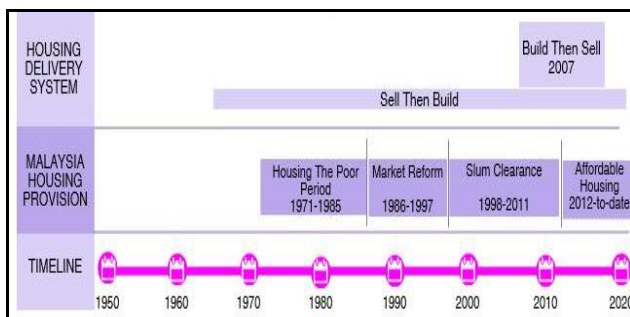 HOUSING
DELIVERY
SYSTEM
Build Then Sell
2007
Sell Then Build
MALAYSIA
HOUSING
PROVISION
Housing The Poor
Period
1971-1985
Market Reform
1986-1997
Slum Clearance
1998-2011
Affordable
Housing
2012-to-date
TIMELINE
1950
1960
1970
1980
1990
2000
2010
2020